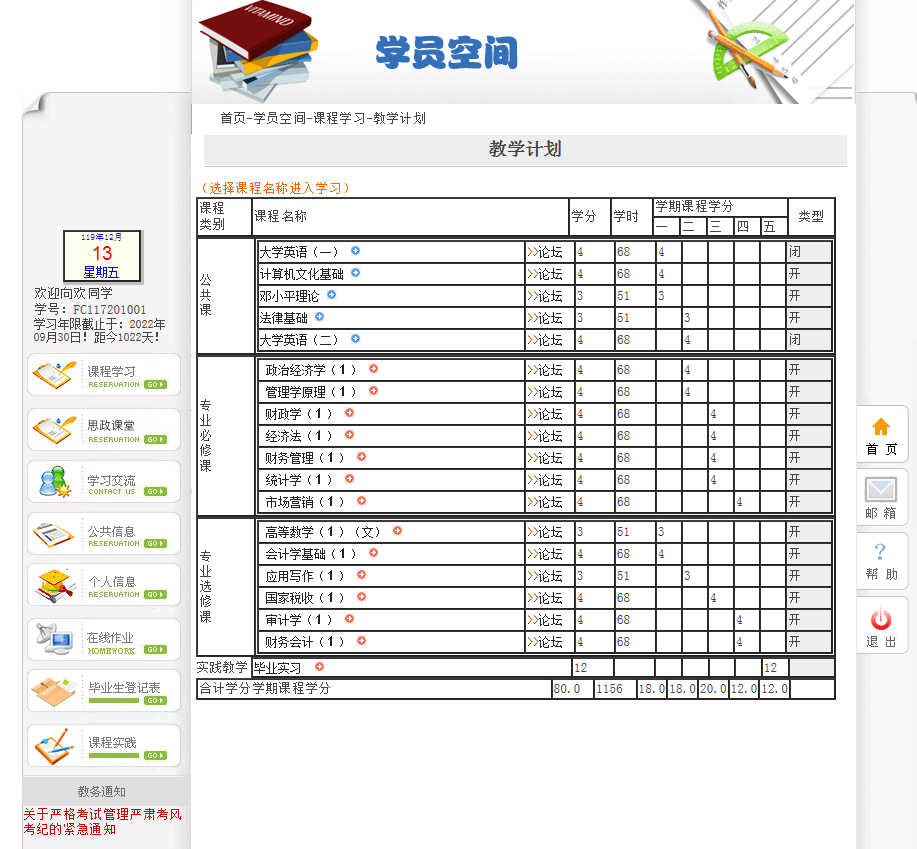 VITAMIND
学员空间
首页-学员空间-课程学习-教学计划
教学计划
（选择课程名称进入学习）
119年12月
13
星期五
欢迎向欢同学
学号：FC117201001
学习年限截止于：2022年
09月30日！距今1022天！
课程学习
RESERVATION GO
思政课堂
RESERVATION GO
学习交流
CONTACT US GO
公共信息
RESERVATION GO
个人信息
RESERVATION GO
在线作业
HOMEWORK GO
毕业生登记表
GO
课程实践
GO
教务通知
关于严格考试管理严肃考风
考纪的紧急通知
课程类别 课程名称 学分 学时 学期课程学分 类型
一 二 三 四 五
公共课
大学英语（一） >>论坛 4 68 4 闭
计算机文化基础 >>论坛 4 68 4 开
邓小平理论 >>论坛 3 51 3 开
法律基础 >>论坛 3 51 3 开
大学英语（二） >>论坛 4 68 4 闭
专业必修课
政治经济学（1） >>论坛 4 68 4 开
管理学原理（1） >>论坛 4 68 4 开
财政学（1） >>论坛 4 68 4 开
经济法（1） >>论坛 4 68 4 开
财务管理（1） >>论坛 4 68 4 开
统计学（1） >>论坛 4 68 4 开
市场营销（1） >>论坛 4 68 4 开
专业选修课
高等数学（1）（文） >>论坛 3 51 3 开
会计学基础（1） >>论坛 4 68 4 开
应用写作（1） >>论坛 3 51 3 开
国家税收（1） >>论坛 4 68 4 开
审计学（1） >>论坛 4 68 4 开
财务会计（1） >>论坛 4 68 4 开
实践教学 毕业实习 12 12
合计学分学期课程学分 80.0 1156 18.0 18.0 20.0 12.0 12.0
首 页
邮 箱
帮 助
退 出